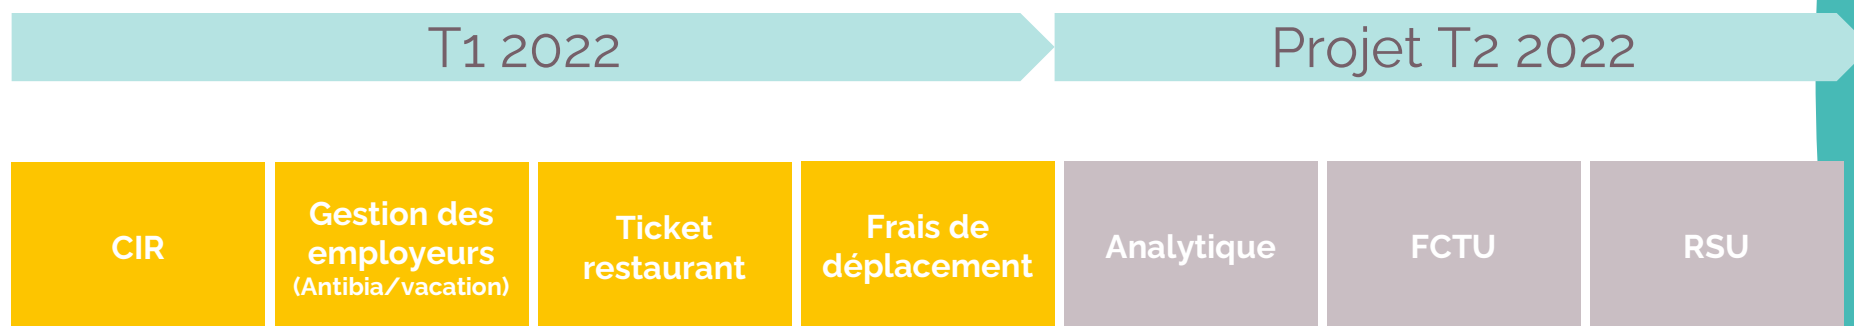 T1 2022
Projet T2 2022
CIR
Gestion des
employeurs
(Antibia/vacation)
Ticket
restaurant
Frais de
déplacement
Analytique
FCTU
RSU